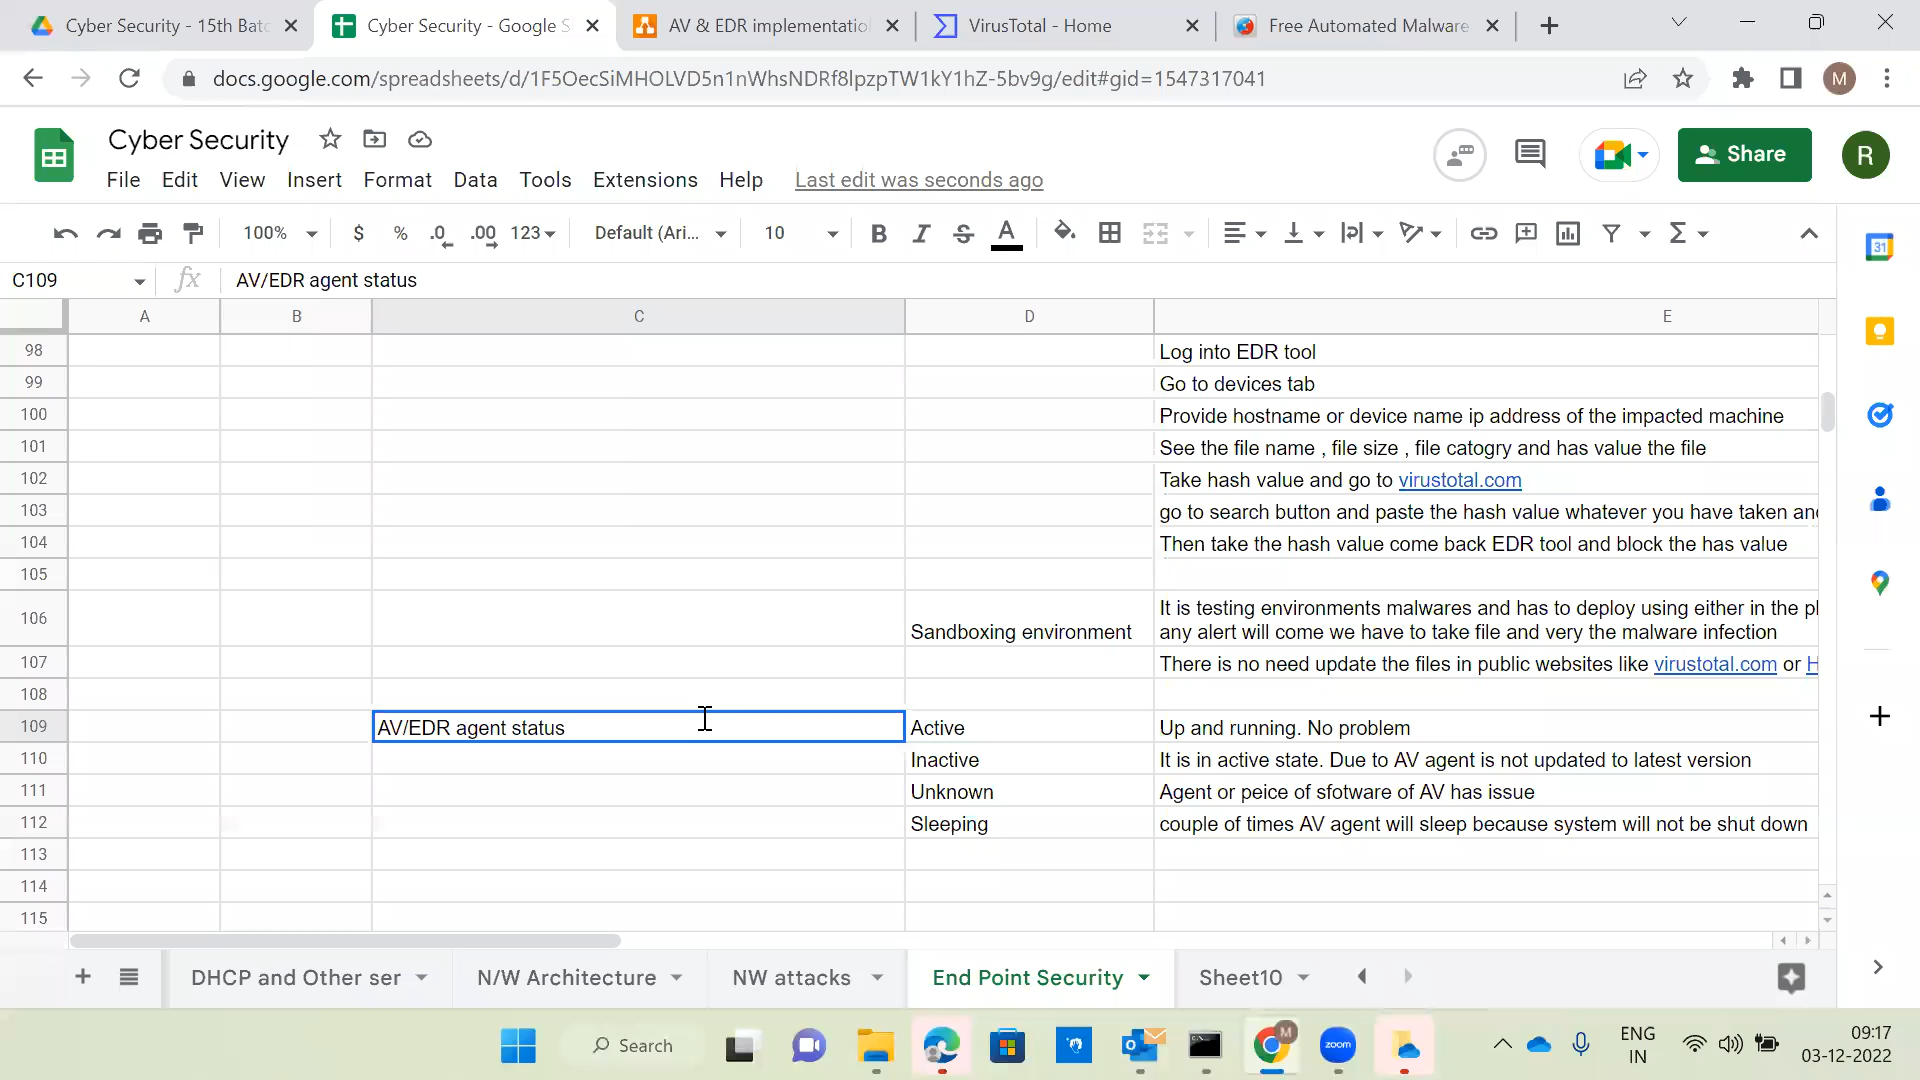 Cyber Security - 15th Batc
Cyber Security - Google S
AV & EDR implementatio
VirusTotal - Home
Free Automated Malware
docs.google.com/spreadsheets/d/1F5OecSiMHOLVD5n1nWhsNDRf8lpzpTW1kY1hZ-5bv9g/edit#gid=1547317041
M
Cyber Security
Share
R
File Edit View Insert Format Data Tools Extensions Help Last edit was seconds ago
100% $ % .0 .00 123 Default (Ari... 10 B I S A Σ
31
C109 fx AV/EDR agent status
A B C D E
98 Log into EDR tool
99 Go to devices tab
100 Provide hostname or device name ip address of the impacted machine
101 See the file name , file size , file catogry and has value the file
102 Take hash value and go to virustotal.com
103 go to search button and paste the hash value whatever you have taken an
104 Then take the hash value come back EDR tool and block the has value
105
106 Sandboxing environment It is testing environments malwares and has to deploy using either in the pl
any alert will come we have to take file and very the malware infection
107 There is no need update the files in public websites like virustotal.com or H
108
109 AV/EDR agent status Active Up and running. No problem
110 Inactive It is in active state. Due to AV agent is not updated to latest version
111 Unknown Agent or peice of sfotware of AV has issue
112 Sleeping couple of times AV agent will sleep because system will not be shut down
113
114
115
DHCP and Other ser N/W Architecture NW attacks End Point Security Sheet10
Search
zoom
M
ENG
IN
09:17
03-12-2022